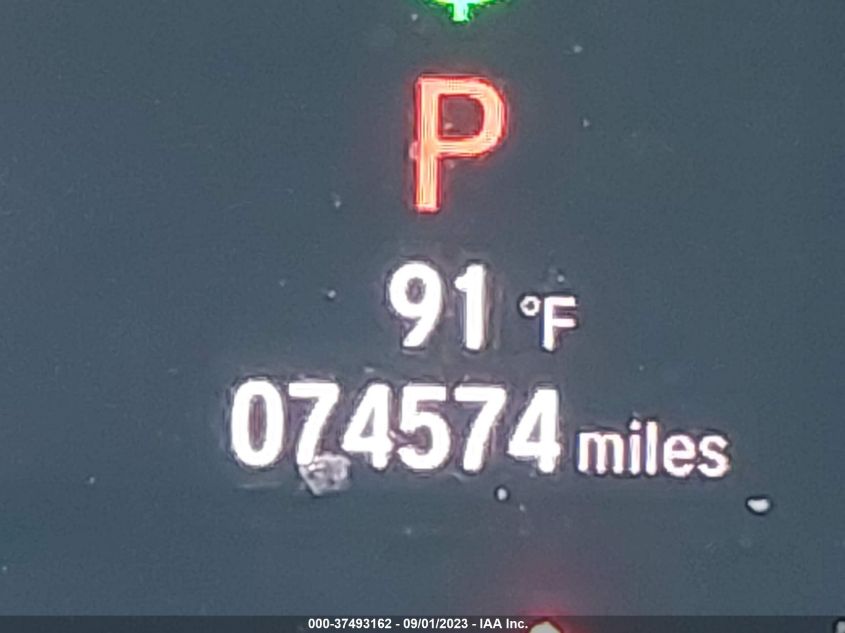 P
91 °F
074574 miles
000-37493162 - 09/01/2023 - IAA Inc.